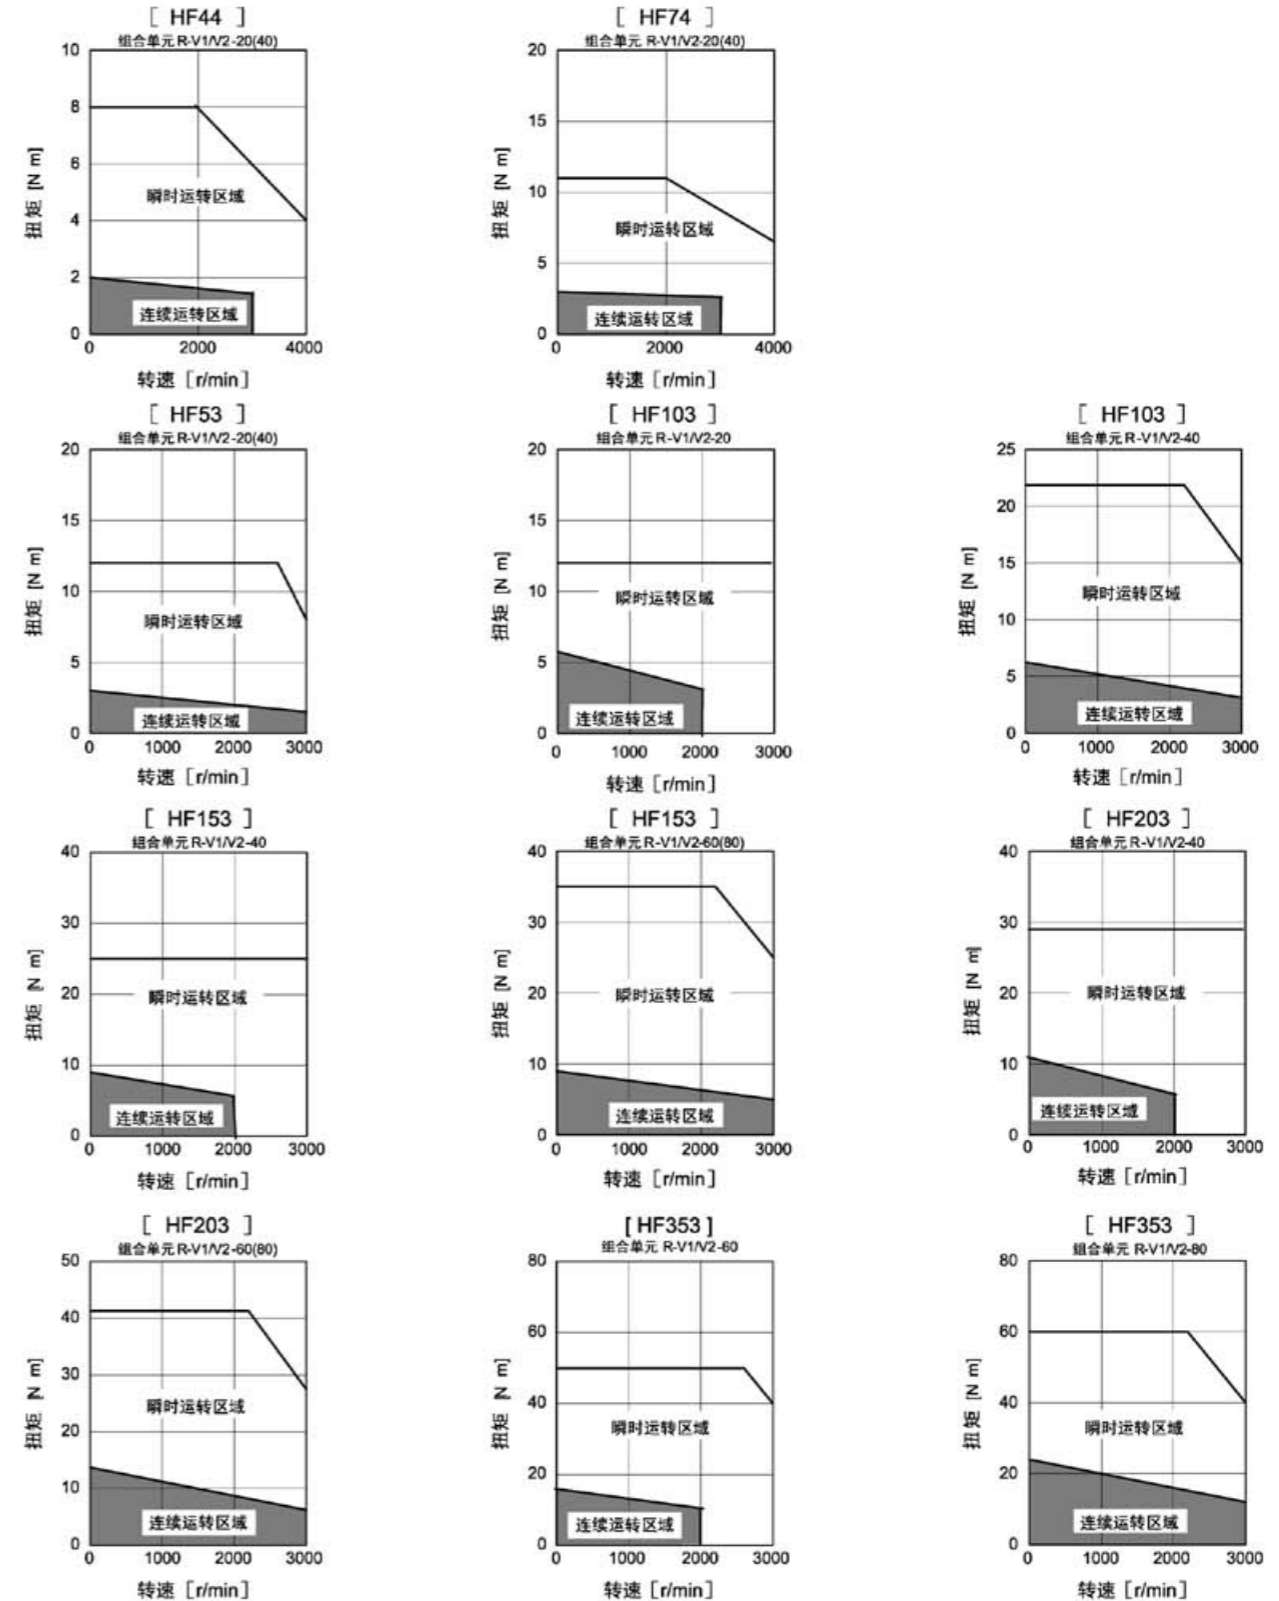 [ HF44 ]
组合单元 R-V1/V2-20(40)
10
8
6
4
2
0
扭矩 [N m]
瞬时运转区域
连续运转区域
0 2000 4000
转速 [r/min]
[ HF74 ]
组合单元 R-V1/V2-20(40)
20
15
10
5
0
扭矩 [N m]
瞬时运转区域
连续运转区域
0 2000 4000
转速 [r/min]
[ HF53 ]
组合单元 R-V1/V2-20(40)
20
15
10
5
0
扭矩 [N m]
瞬时运转区域
连续运转区域
0 1000 2000 3000
转速 [r/min]
[ HF103 ]
组合单元 R-V1/V2-20
20
15
10
5
0
扭矩 [N m]
瞬时运转区域
连续运转区域
0 1000 2000 3000
转速 [r/min]
[ HF103 ]
组合单元 R-V1/V2-40
25
20
15
10
5
0
扭矩 [N m]
瞬时运转区域
连续运转区域
0 1000 2000 3000
转速 [r/min]
[ HF153 ]
组合单元 R-V1/V2-40
40
30
20
10
0
扭矩 [N m]
瞬时运转区域
连续运转区域
0 1000 2000 3000
转速 [r/min]
[ HF153 ]
组合单元 R-V1/V2-60(80)
40
30
20
10
0
扭矩 [N m]
瞬时运转区域
连续运转区域
0 1000 2000 3000
转速 [r/min]
[ HF203 ]
组合单元 R-V1/V2-40
40
30
20
10
0
扭矩 [N m]
瞬时运转区域
连续运转区域
0 1000 2000 3000
转速 [r/min]
[ HF203 ]
组合单元 R-V1/V2-60(80)
50
40
30
20
10
0
扭矩 [N m]
瞬时运转区域
连续运转区域
0 1000 2000 3000
转速 [r/min]
[ HF353 ]
组合单元 R-V1/V2-60
80
60
40
20
0
扭矩 [N m]
瞬时运转区域
连续运转区域
0 1000 2000 3000
转速 [r/min]
[ HF353 ]
组合单元 R-V1/V2-80
80
60
40
20
0
扭矩 [N m]
瞬时运转区域
连续运转区域
0 1000 2000 3000
转速 [r/min]